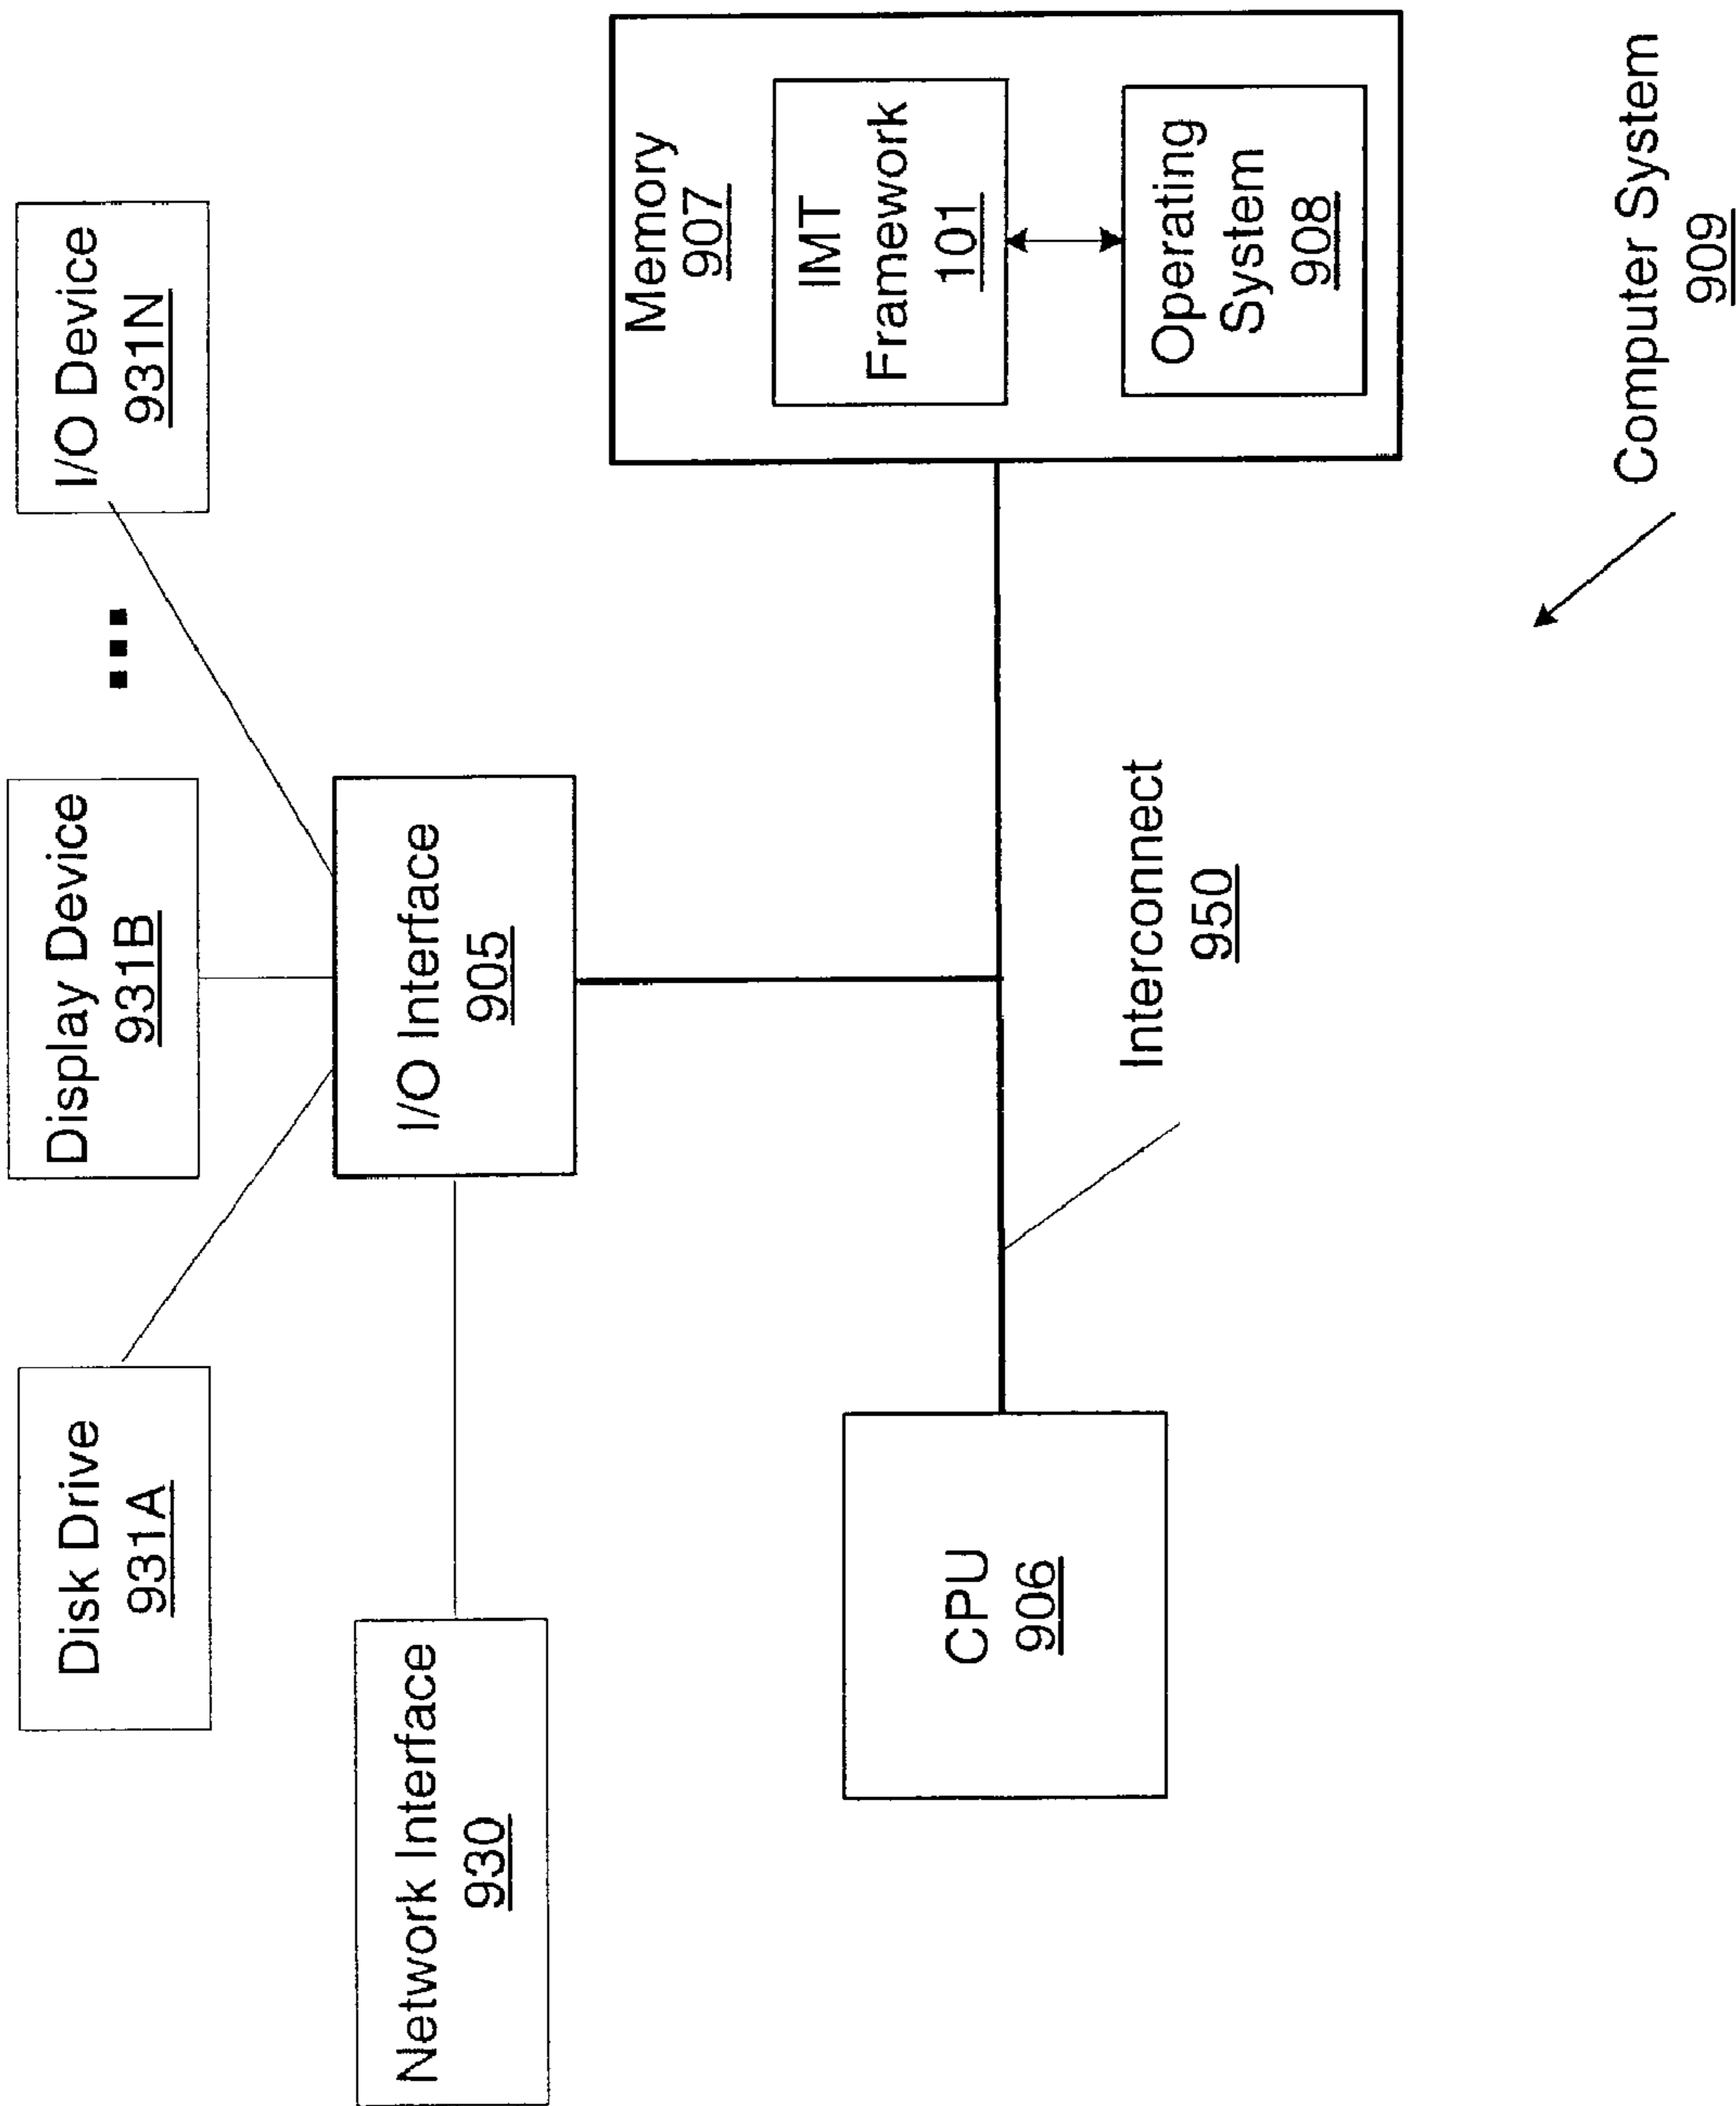 Disk Drive
931A
Display Device
931B
...
I/O Device
931N
Network Interface
930
I/O Interface
905
CPU
906
Interconnect
950
Memory
907
IMT
Framework
101
Operating
System
908
Computer System
909